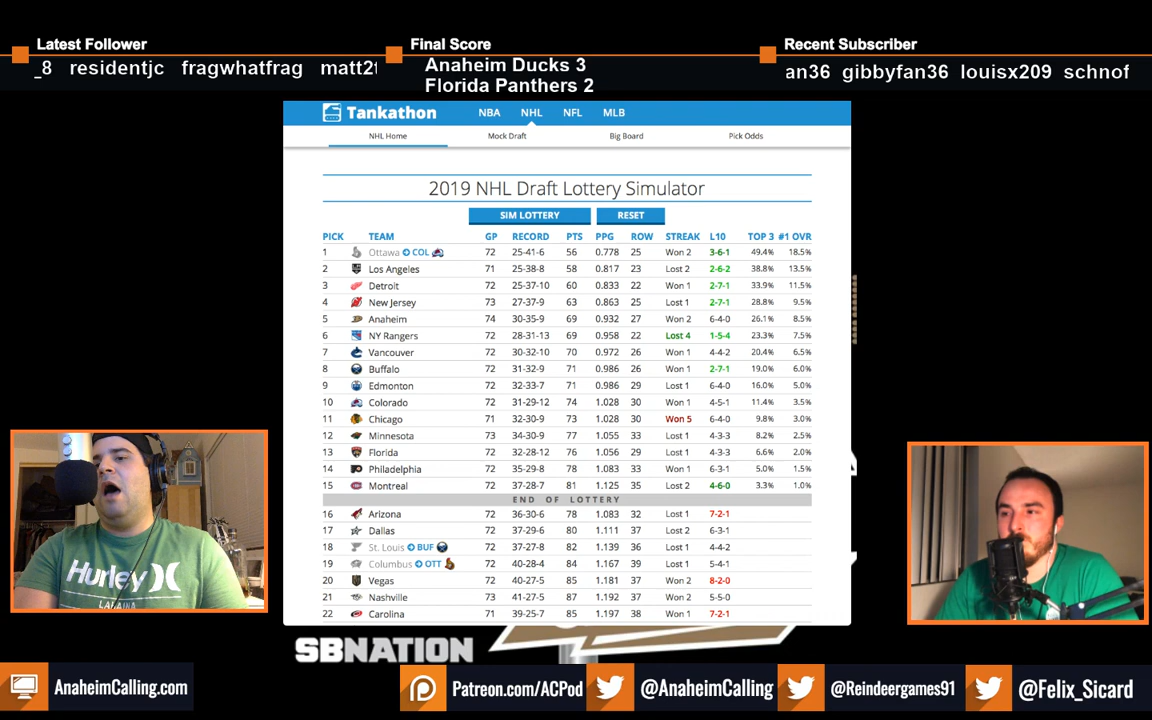 Latest Follower
_8 residentjc fragwhatfrag matt2t
Final Score
Anaheim Ducks 3
Florida Panthers 2
Recent Subscriber
an36 gibbyfan36 louisx209 schnof
Tankathon NBA NHL NFL MLB
NHL Home Mock Draft Big Board Pick Odds
2019 NHL Draft Lottery Simulator
SIM LOTTERY RESET
PICK TEAM GP RECORD PTS PPG ROW STREAK L10 TOP 3 #1 OVR
1 Ottawa COL 72 25-41-6 56 0.778 25 Won 2 3-6-1 49.4% 18.5%
2 Los Angeles 71 25-38-8 58 0.817 23 Lost 2 2-6-2 38.8% 13.5%
3 Detroit 72 25-37-10 60 0.833 22 Won 1 2-7-1 33.9% 11.5%
4 New Jersey 73 27-37-9 63 0.863 25 Lost 1 2-7-1 28.8% 9.5%
5 Anaheim 74 30-35-9 69 0.932 27 Won 2 6-4-0 26.1% 8.5%
6 NY Rangers 72 28-31-13 69 0.958 22 Lost 4 1-5-4 23.3% 7.5%
7 Vancouver 72 30-32-10 70 0.972 26 Won 1 4-4-2 20.4% 6.5%
8 Buffalo 72 31-32-9 71 0.986 26 Won 1 2-7-1 19.0% 6.0%
9 Edmonton 72 32-33-7 71 0.986 29 Lost 1 6-4-0 16.0% 5.0%
10 Colorado 72 31-29-12 74 1.028 30 Won 1 4-5-1 11.4% 3.5%
11 Chicago 71 32-30-9 73 1.028 30 Won 5 6-4-0 9.8% 3.0%
12 Minnesota 73 34-30-9 77 1.055 33 Lost 1 4-3-3 8.2% 2.5%
13 Florida 72 32-28-12 76 1.056 29 Lost 1 4-3-3 6.6% 2.0%
14 Philadelphia 72 35-29-8 78 1.083 33 Won 1 6-3-1 5.0% 1.5%
15 Montreal 72 37-28-7 81 1.125 35 Lost 2 4-6-0 3.3% 1.0%
END OF LOTTERY
16 Arizona 72 36-30-6 78 1.083 32 Lost 1 7-2-1
17 Dallas 72 37-29-6 80 1.111 37 Lost 2 6-3-1
18 St. Louis BUF 72 37-27-8 82 1.139 36 Lost 1 4-4-2
19 Columbus OTT 72 40-28-4 84 1.167 39 Lost 1 5-4-1
20 Vegas 72 40-27-5 85 1.181 37 Won 2 8-2-0
21 Nashville 73 41-27-5 87 1.192 37 Won 2 5-5-0
22 Carolina 71 39-25-7 85 1.197 38 Won 1 7-2-1
Hurley
SBNATION
AnaheimCalling.com
Patreon.com/ACPod
@AnaheimCalling
@Reindeergames91
@Felix_Sicard